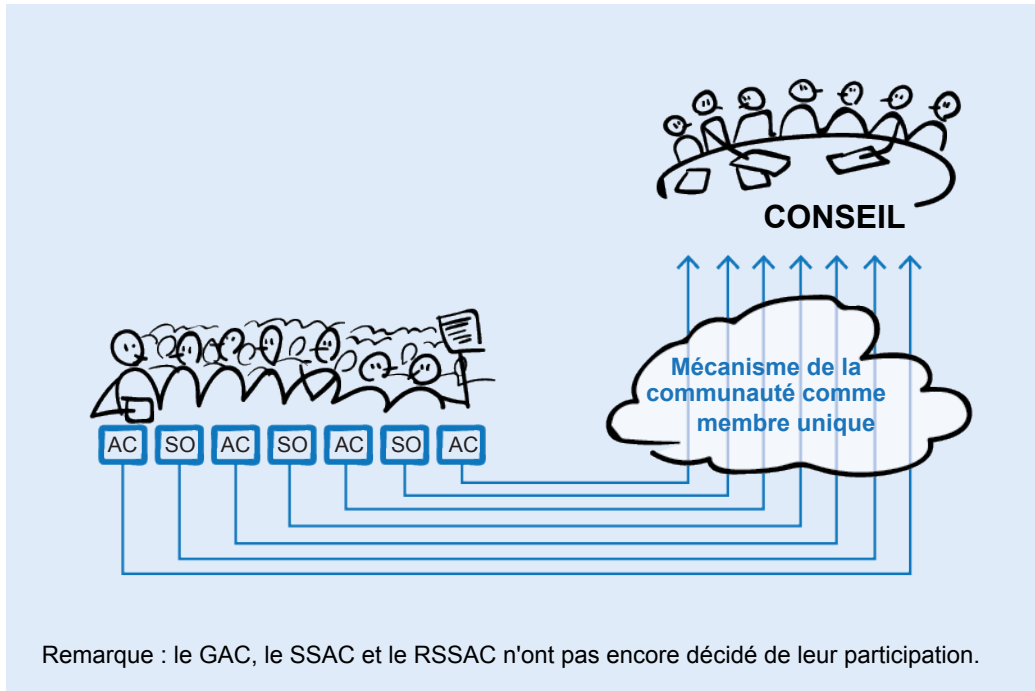 CONSEIL
Mécanisme de la
communauté comme
membre unique
AC SO AC SO AC SO AC
Remarque : le GAC, le SSAC et le RSSAC n'ont pas encore décidé de leur participation.